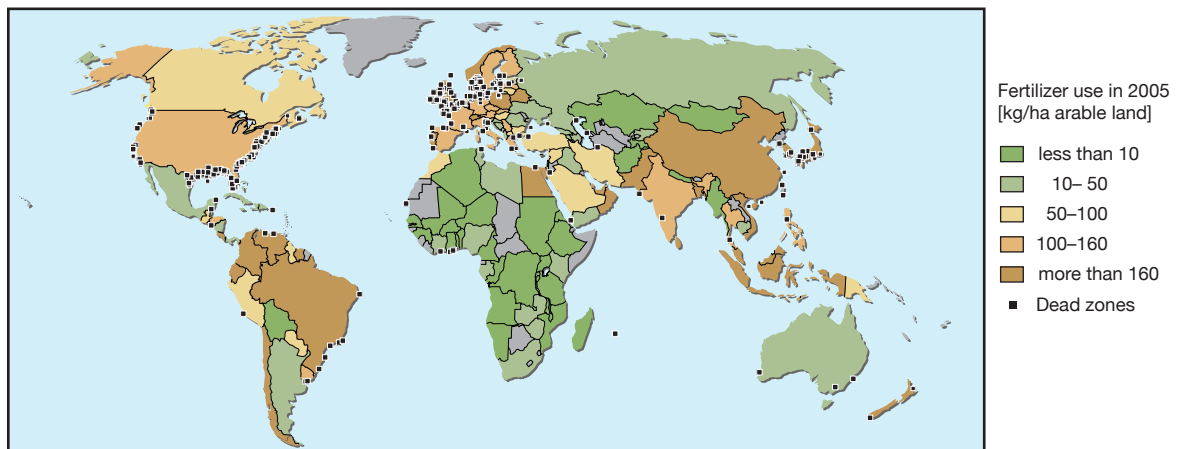 Fertilizer use in 2005
[kg/ha arable land]
less than 10
10– 50
50–100
100–160
more than 160
Dead zones